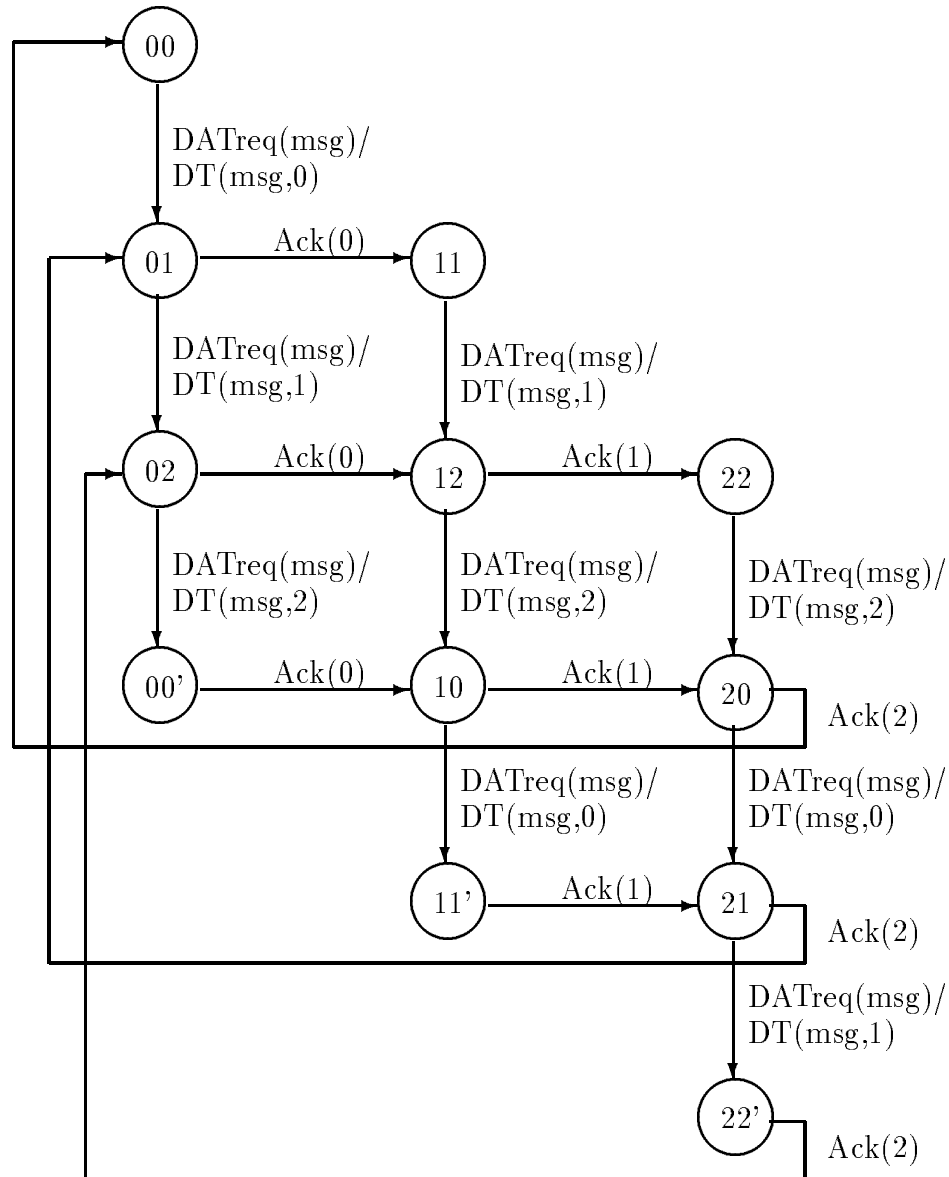 00
DATreq(msg)/
DT(msg,0)
01
Ack(0)
11
DATreq(msg)/
DT(msg,1)
DATreq(msg)/
DT(msg,1)
02
Ack(0)
12
Ack(1)
22
DATreq(msg)/
DT(msg,2)
DATreq(msg)/
DT(msg,2)
DATreq(msg)/
DT(msg,2)
00'
Ack(0)
10
Ack(1)
20
Ack(2)
DATreq(msg)/
DT(msg,0)
DATreq(msg)/
DT(msg,0)
11'
Ack(1)
21
Ack(2)
DATreq(msg)/
DT(msg,1)
22'
Ack(2)